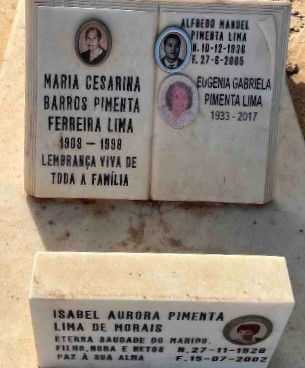 MARIA CESARINA
BARROS PIMENTA
FERREIRA LIMA
1903 - 1998
LEMBRANÇA VIVA DE
TODA A FAMÍLIA
ALFREDO MANUEL
PIMENTA LIMA
N. 10-12-1936
F. 27-6-2005
EUGENIA GABRIELA
PIMENTA LIMA
1933 - 2017
ISABEL AURORA PIMENTA
LIMA DE MORAIS
ETERNA SAUDADE DO MARIDO,
FILHO, NORA E NETOS
PAZ À SUA ALMA
N. 27-11-1928
F. 15-07-2002